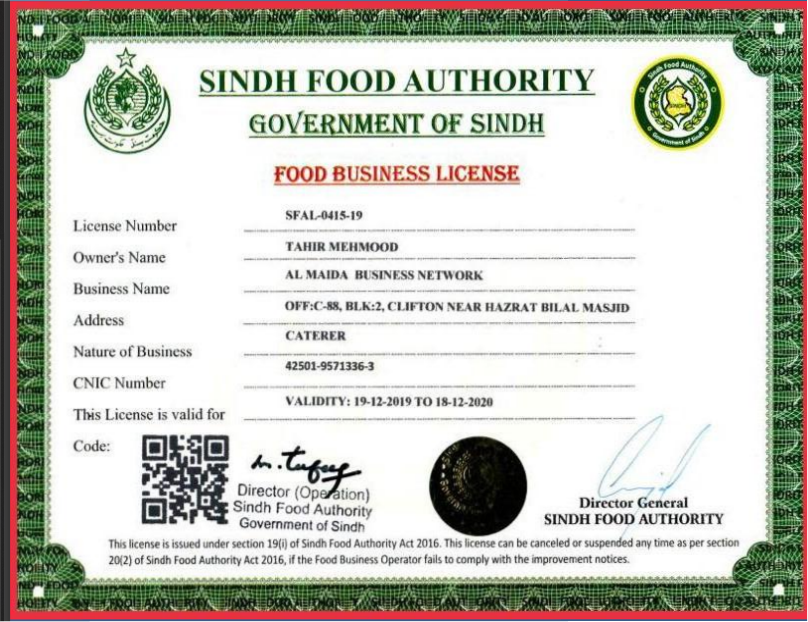 SINDH FOOD AUTHORITY
GOVERNMENT OF SINDH
FOOD BUSINESS LICENSE
Sindh Food Authority
SINDH
Government of Sindh
License Number SFAL-0415-19
Owner's Name TAHIR MEHMOOD
Business Name AL MAIDA BUSINESS NETWORK
Address OFF:C-88, BLK:2, CLIFTON NEAR HAZRAT BILAL MASJID
Nature of Business CATERER
CNIC Number 42501-9571336-3
This License is valid for VALIDITY: 19-12-2019 TO 18-12-2020
Code:
Director (Operation)
Sindh Food Authority
Government of Sindh
Director General
SINDH FOOD AUTHORITY
This license is issued under section 19(i) of Sindh Food Authority Act 2016. This license can be canceled or suspended any time as per section
20(2) of Sindh Food Authority Act 2016, if the Food Business Operator fails to comply with the improvement notices.